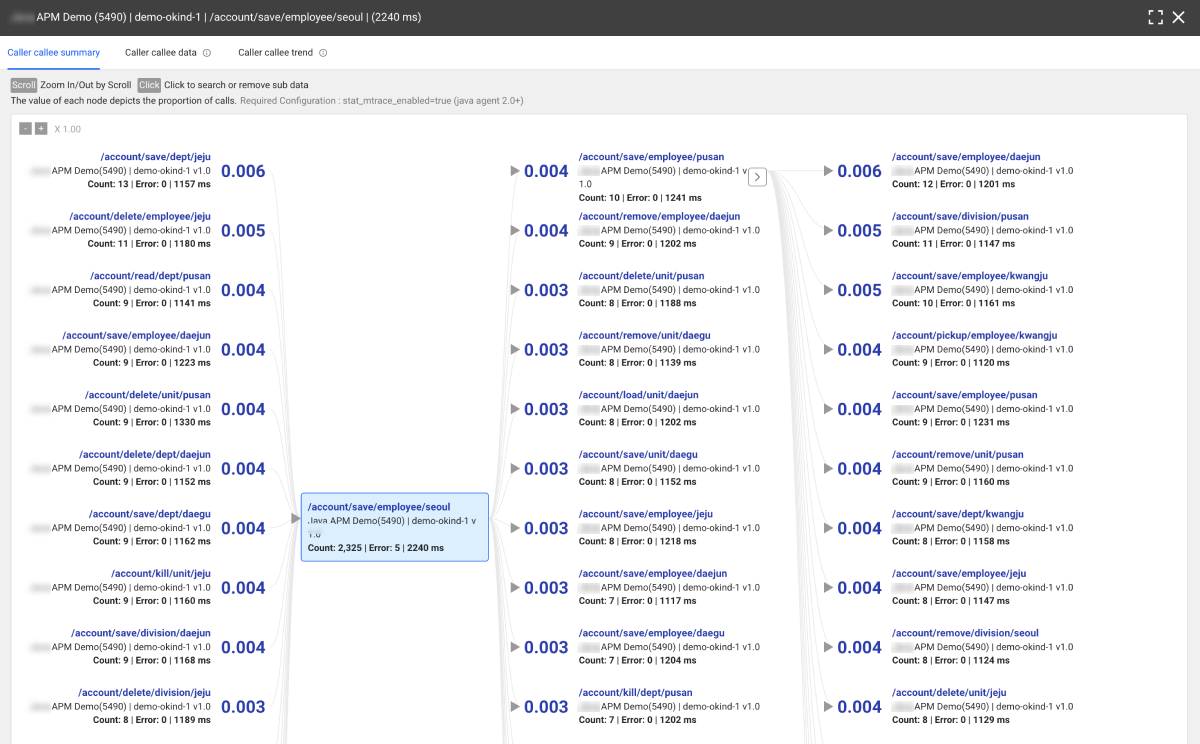 APM Demo (5490) | demo-okind-1 | /account/save/employee/seoul | (2240 ms)
Caller callee summary
Caller callee data
Caller callee trend
Scroll Zoom In/Out by Scroll Click Click to search or remove sub data
The value of each node depicts the proportion of calls. Required Configuration : stat_mtrace_enabled=true (java agent 2.0+)
- + X 1.00
/account/save/dept/jeju
APM Demo(5490) | demo-okind-1 v1.0
Count: 13 | Error: 0 | 1157 ms
0.006
/account/delete/employee/jeju
APM Demo(5490) | demo-okind-1 v1.0
Count: 11 | Error: 0 | 1180 ms
0.005
/account/read/dept/pusan
APM Demo(5490) | demo-okind-1 v1.0
Count: 9 | Error: 0 | 1141 ms
0.004
/account/save/employee/daejun
APM Demo(5490) | demo-okind-1 v1.0
Count: 9 | Error: 0 | 1223 ms
0.004
/account/delete/unit/pusan
APM Demo(5490) | demo-okind-1 v1.0
Count: 9 | Error: 0 | 1330 ms
0.004
/account/delete/dept/daejun
APM Demo(5490) | demo-okind-1 v1.0
Count: 9 | Error: 0 | 1152 ms
0.004
/account/save/dept/daegu
APM Demo(5490) | demo-okind-1 v1.0
Count: 9 | Error: 0 | 1162 ms
0.004
/account/kill/unit/jeju
APM Demo(5490) | demo-okind-1 v1.0
Count: 9 | Error: 0 | 1160 ms
0.004
/account/save/division/daejun
APM Demo(5490) | demo-okind-1 v1.0
Count: 9 | Error: 0 | 1168 ms
0.004
/account/delete/division/jeju
APM Demo(5490) | demo-okind-1 v1.0
Count: 8 | Error: 0 | 1189 ms
0.003
/account/save/employee/seoul
Java APM Demo(5490) | demo-okind-1 v
1.0
Count: 2,325 | Error: 5 | 2240 ms
0.004
/account/save/employee/pusan
APM Demo(5490) | demo-okind-1 v
1.0
Count: 10 | Error: 0 | 1241 ms
0.004
/account/remove/employee/daejun
APM Demo(5490) | demo-okind-1 v1.0
Count: 9 | Error: 0 | 1202 ms
0.003
/account/delete/unit/pusan
APM Demo(5490) | demo-okind-1 v1.0
Count: 8 | Error: 0 | 1188 ms
0.003
/account/remove/unit/daegu
APM Demo(5490) | demo-okind-1 v1.0
Count: 8 | Error: 0 | 1139 ms
0.003
/account/load/unit/daejun
APM Demo(5490) | demo-okind-1 v1.0
Count: 8 | Error: 0 | 1202 ms
0.003
/account/save/unit/daegu
APM Demo(5490) | demo-okind-1 v1.0
Count: 8 | Error: 0 | 1152 ms
0.003
/account/save/employee/jeju
APM Demo(5490) | demo-okind-1 v1.0
Count: 8 | Error: 0 | 1218 ms
0.003
/account/save/employee/daejun
APM Demo(5490) | demo-okind-1 v1.0
Count: 7 | Error: 0 | 1117 ms
0.003
/account/save/employee/daegu
APM Demo(5490) | demo-okind-1 v1.0
Count: 7 | Error: 0 | 1204 ms
0.003
/account/kill/dept/pusan
APM Demo(5490) | demo-okind-1 v1.0
Count: 7 | Error: 0 | 1202 ms
0.006
/account/save/employee/daejun
APM Demo(5490) | demo-okind-1 v1.0
Count: 12 | Error: 0 | 1201 ms
0.005
/account/save/division/pusan
APM Demo(5490) | demo-okind-1 v1.0
Count: 11 | Error: 0 | 1147 ms
0.005
/account/save/employee/kwangju
APM Demo(5490) | demo-okind-1 v1.0
Count: 10 | Error: 0 | 1161 ms
0.004
/account/pickup/employee/kwangju
APM Demo(5490) | demo-okind-1 v1.0
Count: 9 | Error: 0 | 1120 ms
0.004
/account/save/employee/pusan
APM Demo(5490) | demo-okind-1 v1.0
Count: 9 | Error: 0 | 1231 ms
0.004
/account/remove/unit/pusan
APM Demo(5490) | demo-okind-1 v1.0
Count: 9 | Error: 0 | 1160 ms
0.004
/account/save/dept/kwangju
APM Demo(5490) | demo-okind-1 v1.0
Count: 8 | Error: 0 | 1158 ms
0.004
/account/save/employee/jeju
APM Demo(5490) | demo-okind-1 v1.0
Count: 8 | Error: 0 | 1147 ms
0.004
/account/remove/division/seoul
APM Demo(5490) | demo-okind-1 v1.0
Count: 8 | Error: 0 | 1124 ms
0.004
/account/delete/unit/jeju
APM Demo(5490) | demo-okind-1 v1.0
Count: 8 | Error: 0 | 1129 ms